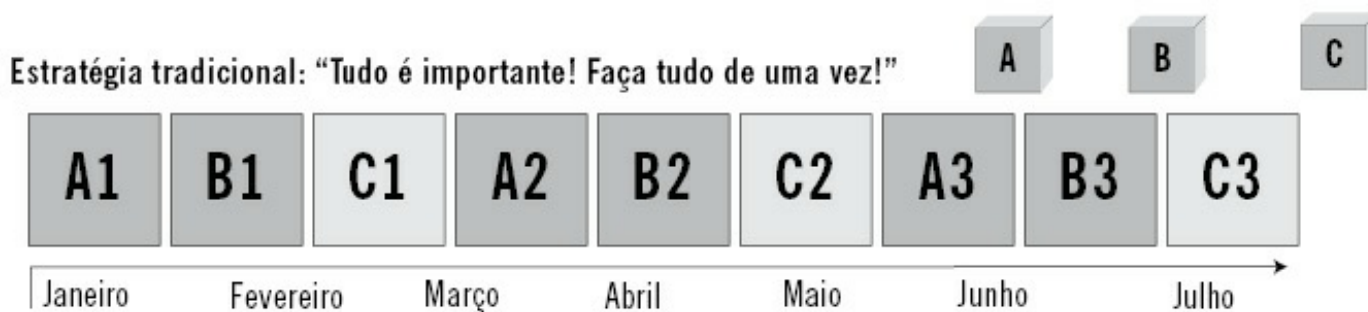 A B C
Estratégia tradicional: “Tudo é importante! Faça tudo de uma vez!”
A1 B1 C1 A2 B2 C2 A3 B3 C3
Janeiro Fevereiro Março Abril Maio Junho Julho